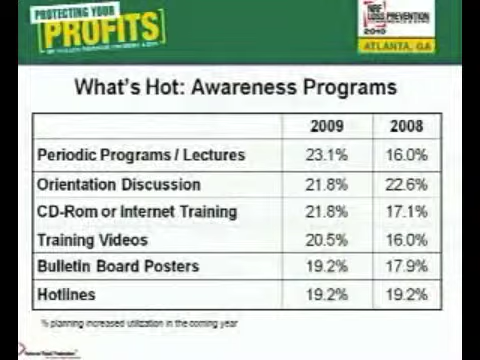 PROTECTING YOUR
PROFITS
NRF
LOSS PREVENTION
2010
ATLANTA, GA
What's Hot: Awareness Programs
2009 2008
Periodic Programs / Lectures 23.1% 16.0%
Orientation Discussion 21.8% 22.6%
CD-Rom or Internet Training 21.8% 17.1%
Training Videos 20.5% 16.0%
Bulletin Board Posters 19.2% 17.9%
Hotlines 19.2% 19.2%
% planning increased utilization in the coming year